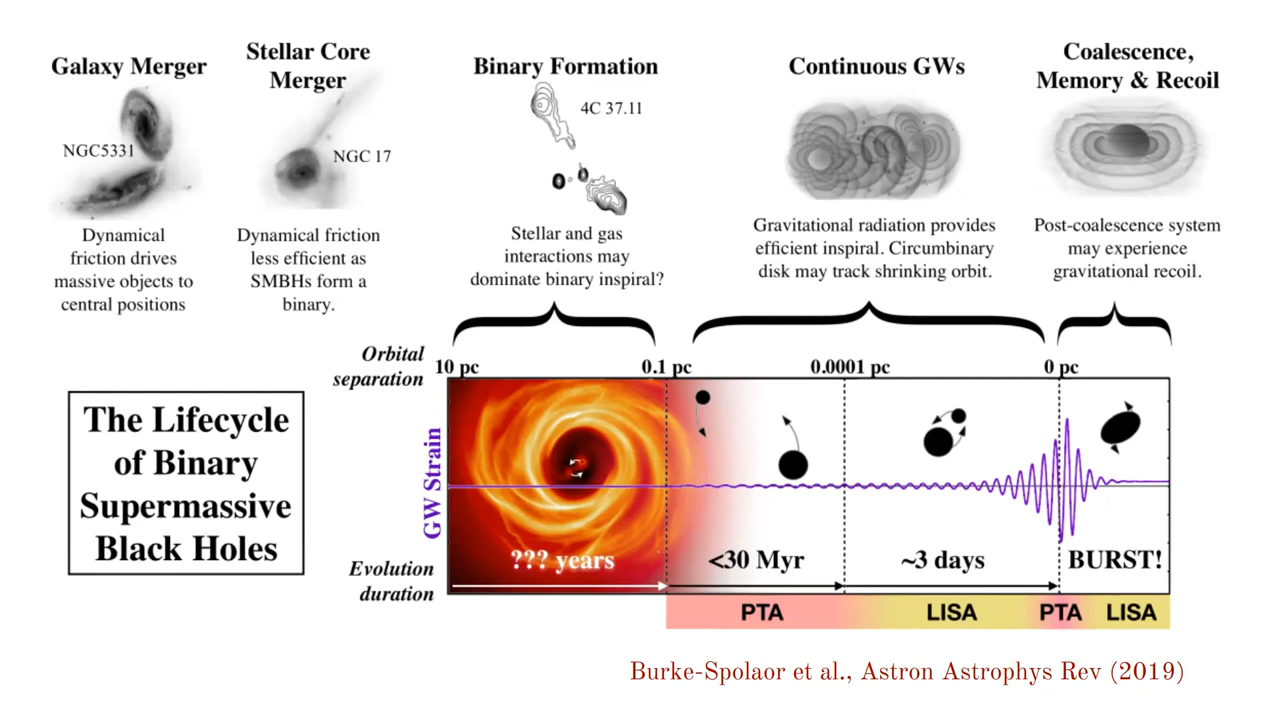 Galaxy Merger
NGC5331
Dynamical
friction drives
massive objects to
central positions
Stellar Core
Merger
NGC 17
Dynamical friction
less efficient as
SMBHs form a
binary.
Binary Formation
4C 37.11
Stellar and gas
interactions may
dominate binary inspiral?
Continuous GWs
Gravitational radiation provides
efficient inspiral. Circumbinary
disk may track shrinking orbit.
Coalescence,
Memory & Recoil
Post-coalescence system
may experience
gravitational recoil.
The Lifecycle
of Binary
Supermassive
Black Holes
Orbital
separation
10 pc
0.1 pc
0.0001 pc
0 pc
GW Strain
Evolution
duration
??? years
<30 Myr
~3 days
BURST!
PTA
LISA
PTA
LISA
Burke-Spolaor et al., Astron Astrophys Rev (2019)